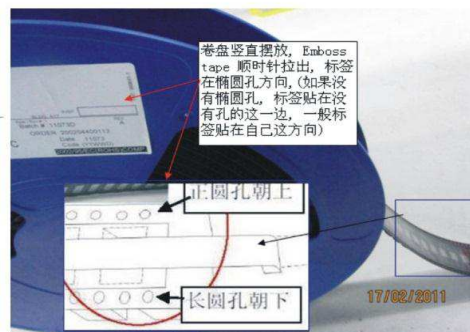 卷盘竖直摆放, Emboss
tape 顺时针拉出, 标签
在椭圆孔方向,(如果没
有椭圆孔, 标签贴在没
有孔的这一边, 一般标
签贴在自己这方向)
正圆孔朝上
长圆孔朝下
17/02/2011